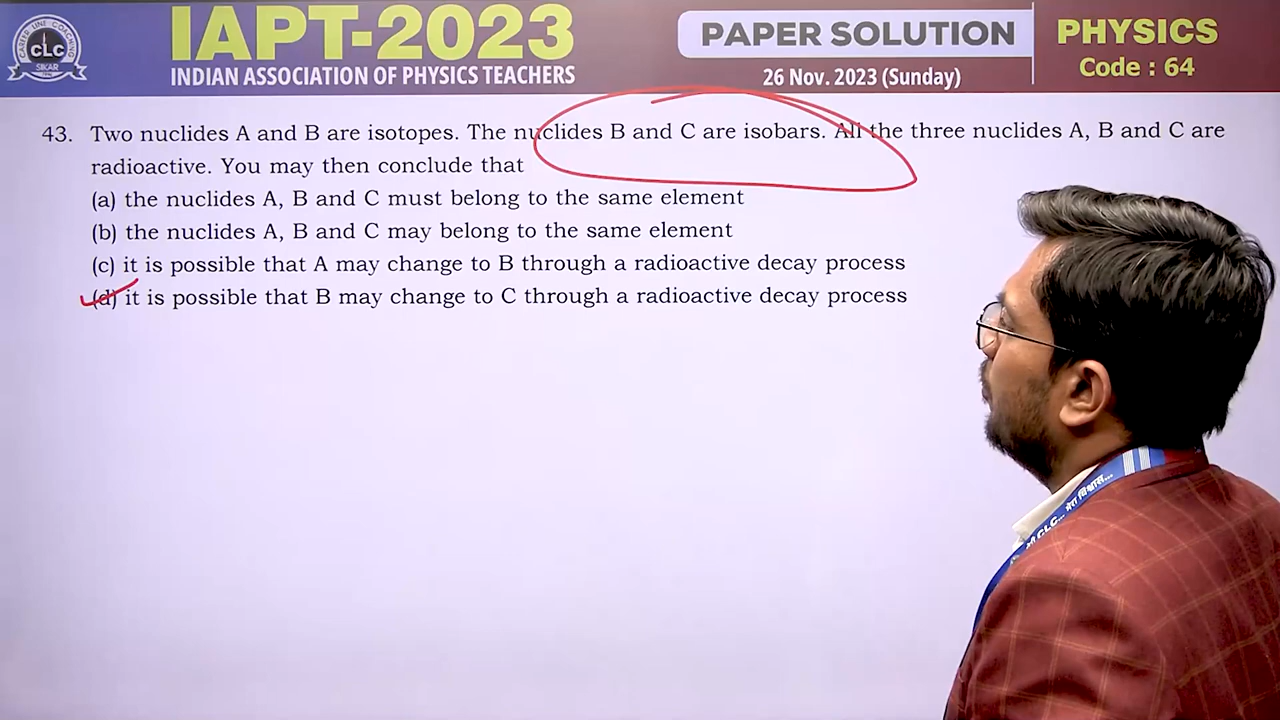 CAREER LINE COACHING
CLC
SIKAR
IAPT-2023
INDIAN ASSOCIATION OF PHYSICS TEACHERS
PAPER SOLUTION
26 Nov. 2023 (Sunday)
PHYSICS
Code : 64
43. Two nuclides A and B are isotopes. The nuclides B and C are isobars. All the three nuclides A, B and C are
radioactive. You may then conclude that
(a) the nuclides A, B and C must belong to the same element
(b) the nuclides A, B and C may belong to the same element
(c) it is possible that A may change to B through a radioactive decay process
(d) it is possible that B may change to C through a radioactive decay process
CLC... मेरा विश्वास...